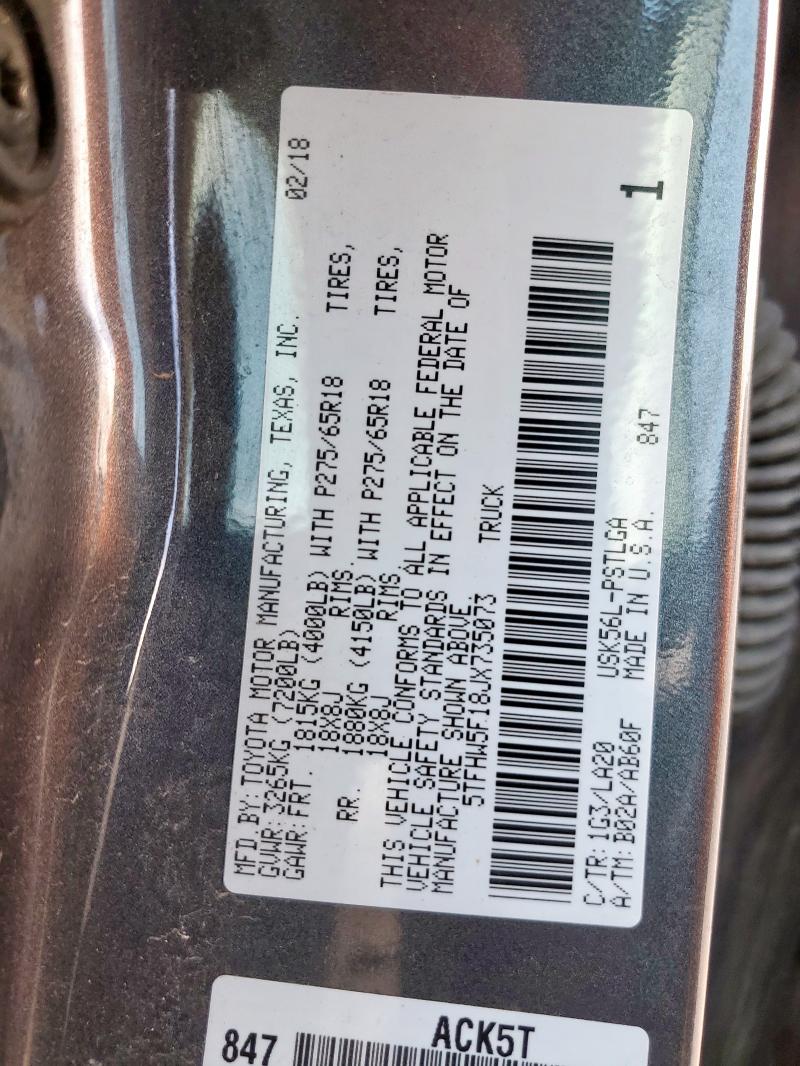 MFD BY: TOYOTA MOTOR MANUFACTURING, TEXAS, INC. 02/18
GVWR: 3265KG (7200LB)
GAWR: FRT. 1815KG (4000LB) WITH P275/65R18 TIRES,
18X8J RIMS.
RR. 1880KG (4150LB) WITH P275/65R18 TIRES,
18X8J RIMS
THIS VEHICLE CONFORMS TO ALL APPLICABLE FEDERAL MOTOR
VEHICLE SAFETY STANDARDS IN EFFECT ON THE DATE OF
MANUFACTURE SHOWN ABOVE.
5TFHW5F18JX735073 TRUCK
C/TR: 1G3/LA20 USK56L-PSTLGA 847 1
A/TM: B02A/AB60F MADE IN U.S.A.
ACK5T
847